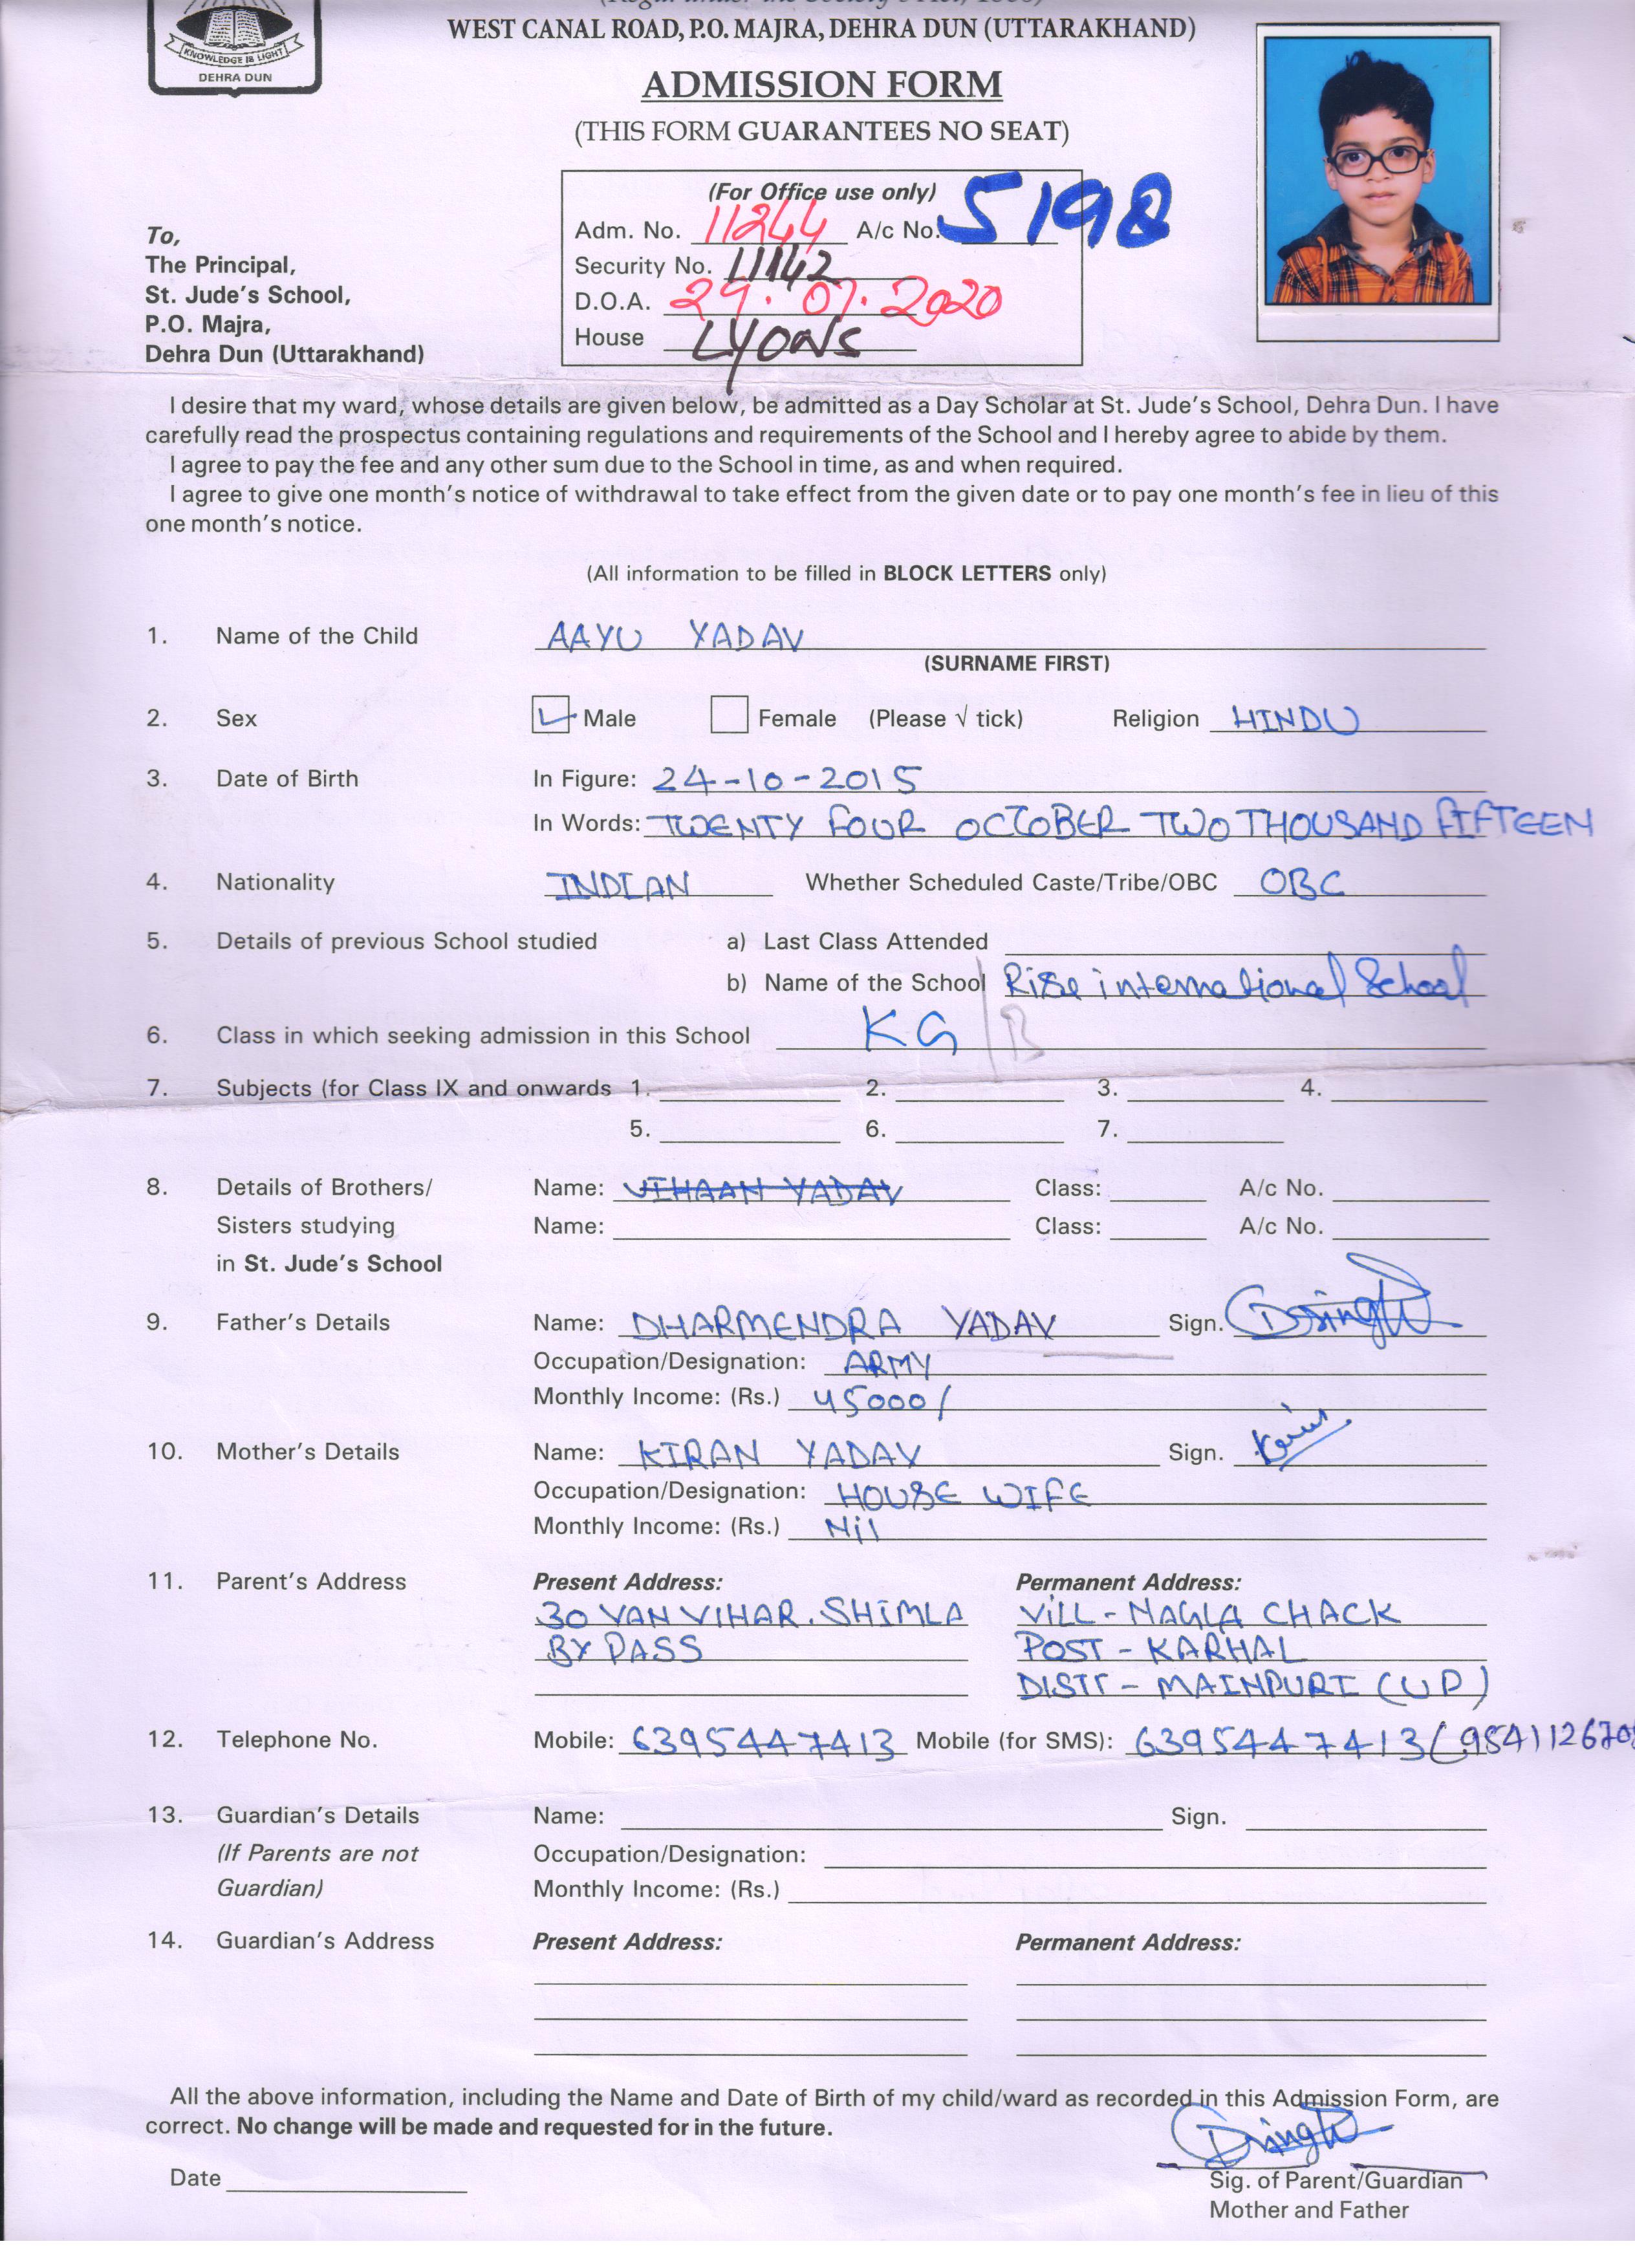 KNOWLEDGE IS LIGHT
DEHRA DUN
WEST CANAL ROAD, P.O. MAJRA, DEHRA DUN (UTTARAKHAND)
ADMISSION FORM
(THIS FORM GUARANTEES NO SEAT)
(For Office use only)
Adm. No. 11244 A/c No. 5198
Security No. 11142
D.O.A. 29.07.2020
House Lyons
To,
The Principal,
St. Jude's School,
P.O. Majra,
Dehra Dun (Uttarakhand)
I desire that my ward, whose details are given below, be admitted as a Day Scholar at St. Jude's School, Dehra Dun. I have
carefully read the prospectus containing regulations and requirements of the School and I hereby agree to abide by them.
I agree to pay the fee and any other sum due to the School in time, as and when required.
I agree to give one month's notice of withdrawal to take effect from the given date or to pay one month's fee in lieu of this
one month's notice.
(All information to be filled in BLOCK LETTERS only)
1. Name of the Child AAYU YADAV
(SURNAME FIRST)
2. Sex Male Female (Please √ tick) Religion HINDU
3. Date of Birth In Figure: 24-10-2015
In Words: TWENTY FOUR OCTOBER TWO THOUSAND FIFTEEN
4. Nationality INDIAN Whether Scheduled Caste/Tribe/OBC OBC
5. Details of previous School studied a) Last Class Attended
b) Name of the School Rise international School
6. Class in which seeking admission in this School KG/B
7. Subjects (for Class IX and onwards 1. 2. 3. 4.
5. 6. 7.
8. Details of Brothers/ Name: VIHAAN YADAV Class: A/c No.
Sisters studying Name: Class: A/c No.
in St. Jude's School
9. Father's Details Name: DHARMENDRA YADAV Sign. Dsingh
Occupation/Designation: ARMY
Monthly Income: (Rs.) 45000/
10. Mother's Details Name: KIRAN YADAV Sign. Kiran
Occupation/Designation: HOUSE WIFE
Monthly Income: (Rs.) Nil
11. Parent's Address Present Address: Permanent Address:
30 VAN VIHAR. SHIMLA VILL - NAGLA CHACK
BY PASS POST - KARHAL
DISTT - MAINPURI (UP)
12. Telephone No. Mobile: 6395447413 Mobile (for SMS): 6395447413 (
13. Guardian's Details Name: Sign.
(If Parents are not Occupation/Designation:
Guardian) Monthly Income: (Rs.)
14. Guardian's Address Present Address: Permanent Address:
All the above information, including the Name and Date of Birth of my child/ward as recorded in this Admission Form, are
correct. No change will be made and requested for in the future.
Dsingh
Date
Sig. of Parent/Guardian
Mother and Father